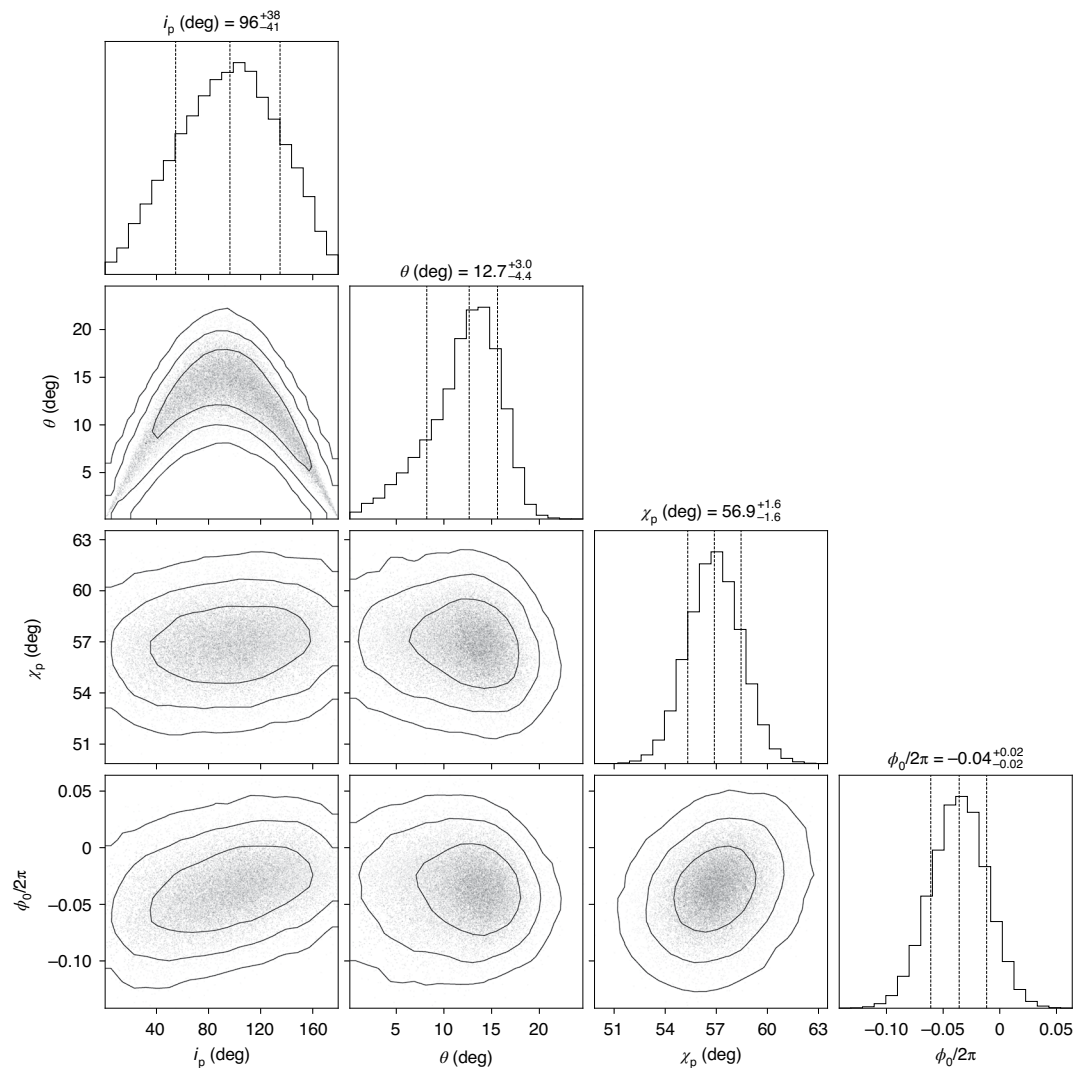 i_p (deg) = 96 +38 −41
θ (deg) = 12.7 +3.0 −4.4
20
15
10
5
θ (deg)
χ_p (deg) = 56.9 +1.6 −1.6
63
60
57
54
51
χ_p (deg)
ϕ_0/2π = −0.04 +0.02 −0.02
0.05
0
−0.05
−0.10
ϕ_0/2π
40 80 120 160
5 10 15 20
51 54 57 60 63
−0.10 −0.05 0 0.05
i_p (deg)
θ (deg)
χ_p (deg)
ϕ_0/2π